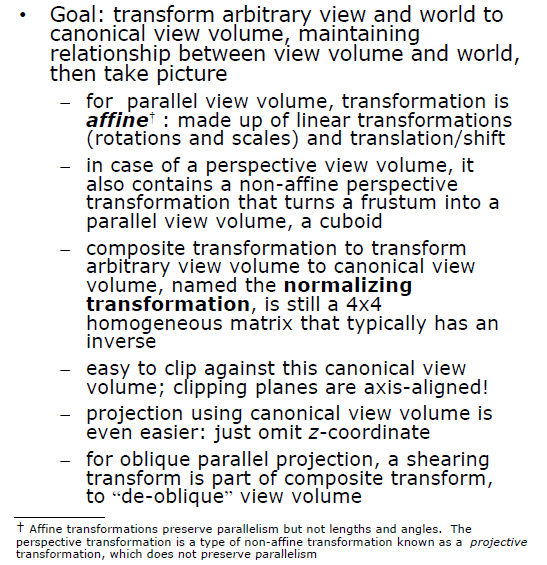 • Goal: transform arbitrary view and world to
canonical view volume, maintaining
relationship between view volume and world,
then take picture
– for parallel view volume, transformation is
affine† : made up of linear transformations
(rotations and scales) and translation/shift
– in case of a perspective view volume, it
also contains a non-affine perspective
transformation that turns a frustum into a
parallel view volume, a cuboid
– composite transformation to transform
arbitrary view volume to canonical view
volume, named the normalizing
transformation, is still a 4x4
homogeneous matrix that typically has an
inverse
– easy to clip against this canonical view
volume; clipping planes are axis-aligned!
– projection using canonical view volume is
even easier: just omit z-coordinate
– for oblique parallel projection, a shearing
transform is part of composite transform,
to “de-oblique” view volume
† Affine transformations preserve parallelism but not lengths and angles. The
perspective transformation is a type of non-affine transformation known as a projective
transformation, which does not preserve parallelism